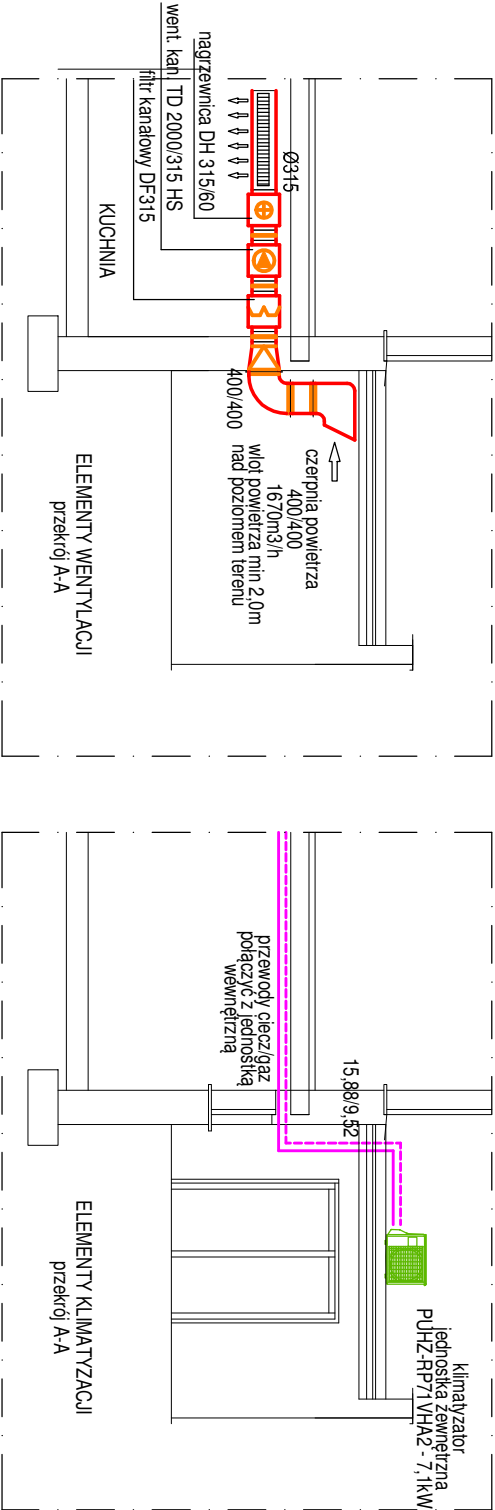 Ø315
nagrzewnica DH 315/60
went. kan. TD 2000/315 HS
filtr kanałowy DF315
KUCHNIA
400/400
czerpnia powietrza
400/400
1670m3/h
wlot powietrza min 2,0m
nad poziomem terenu
ELEMENTY WENTYLACJI
przekrój A-A
przewody ciecz/gaz
połączyć z jednostką
wewnętrzną
15,88/9,52
klimatyzator
jednostka zewnętrzna
PUHZ-RP71VHA2 - 7,1kW
ELEMENTY KLIMATYZACJI
przekrój A-A